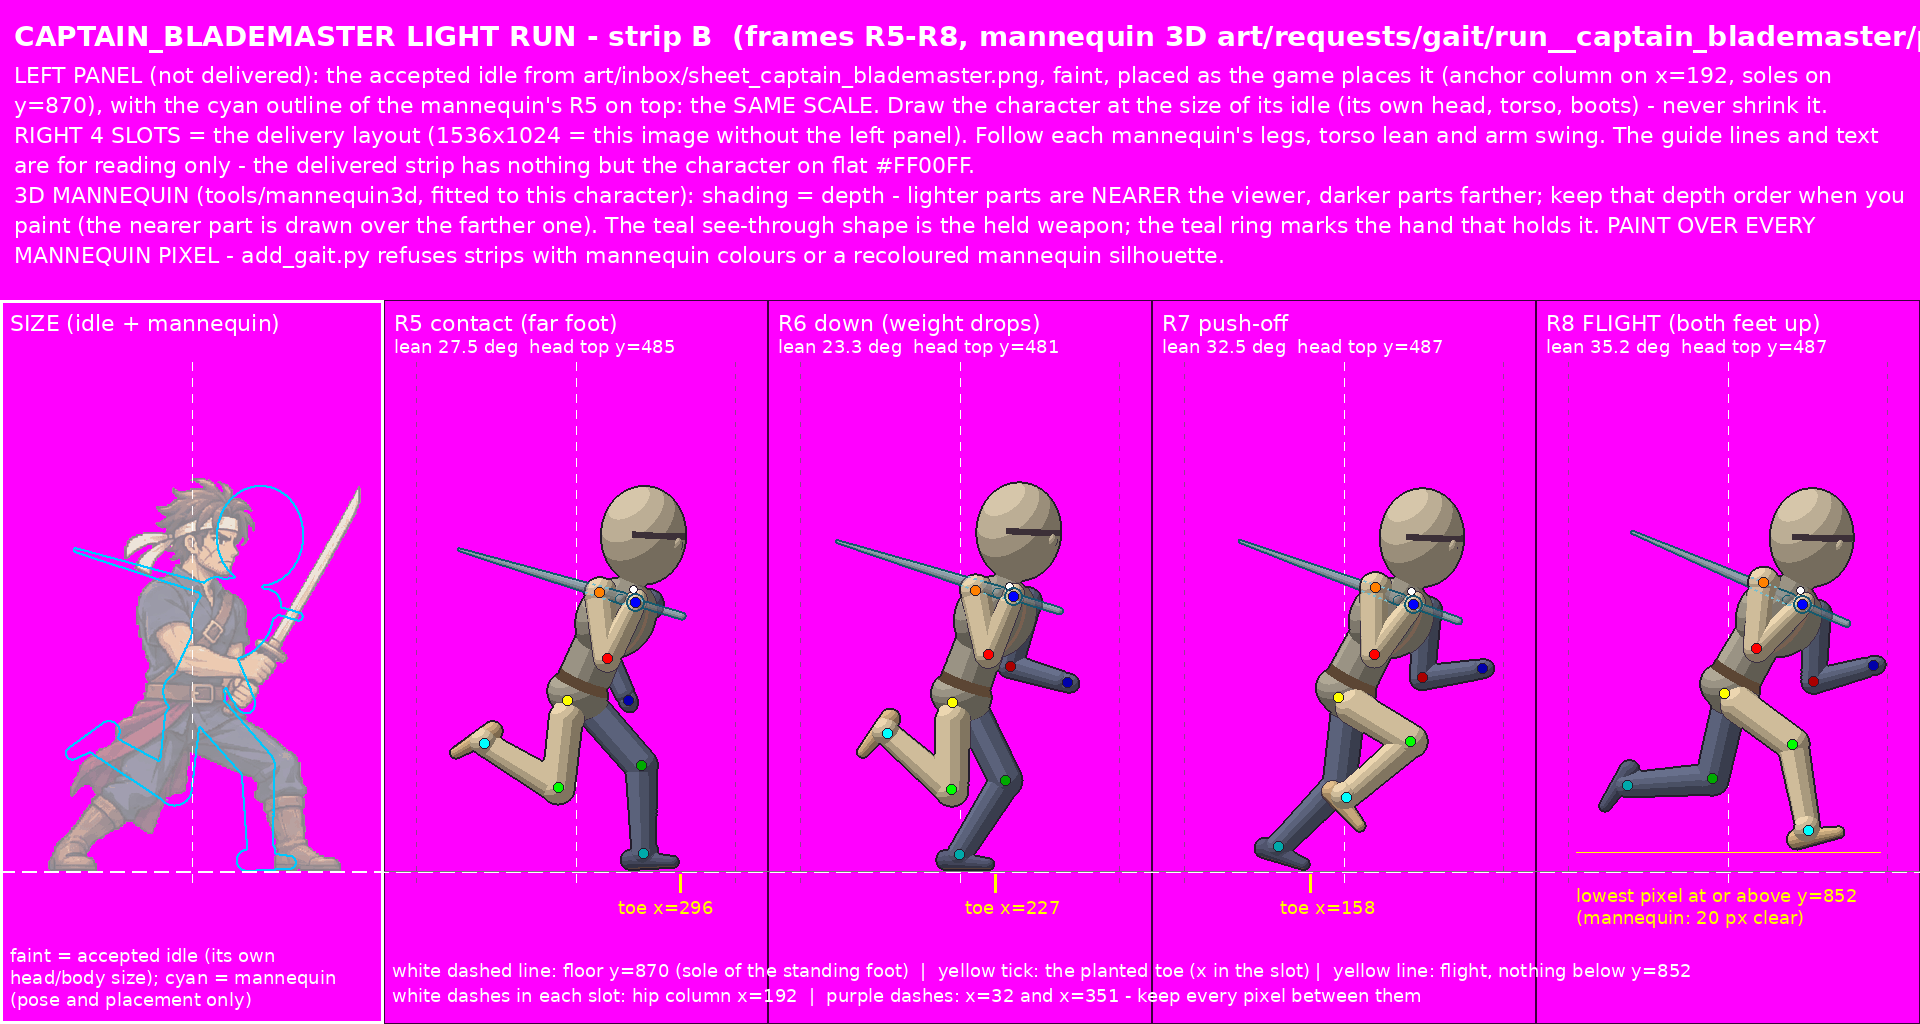 CAPTAIN_BLADEMASTER LIGHT RUN - strip B  (frames R5-R8, mannequin 3D art/requests/gait/run__captain_blademaster/
LEFT PANEL (not delivered): the accepted idle from art/inbox/sheet_captain_blademaster.png, faint, placed as the game places it (anchor column on x=192, soles on
y=870), with the cyan outline of the mannequin's R5 on top: the SAME SCALE. Draw the character at the size of its idle (its own head, torso, boots) - never shrink it.
RIGHT 4 SLOTS = the delivery layout (1536x1024 = this image without the left panel). Follow each mannequin's legs, torso lean and arm swing. The guide lines and text
are for reading only - the delivered strip has nothing but the character on flat #FF00FF.
3D MANNEQUIN (tools/mannequin3d, fitted to this character): shading = depth - lighter parts are NEARER the viewer, darker parts farther; keep that depth order when you
paint (the nearer part is drawn over the farther one). The teal see-through shape is the held weapon; the teal ring marks the hand that holds it. PAINT OVER EVERY
MANNEQUIN PIXEL - add_gait.py refuses strips with mannequin colours or a recoloured mannequin silhouette.
SIZE (idle + mannequin)
R5 contact (far foot)
lean 27.5 deg  head top y=485
R6 down (weight drops)
lean 23.3 deg  head top y=481
R7 push-off
lean 32.5 deg  head top y=487
R8 FLIGHT (both feet up)
lean 35.2 deg  head top y=487
toe x=296
toe x=227
toe x=158
lowest pixel at or above y=852
(mannequin: 20 px clear)
faint = accepted idle (its own
head/body size); cyan = mannequin
(pose and placement only)
white dashed line: floor y=870 (sole of the standing foot)  |  yellow tick: the planted toe (x in the slot) |  yellow line: flight, nothing below y=852
white dashes in each slot: hip column x=192  |  purple dashes: x=32 and x=351 - keep every pixel between them